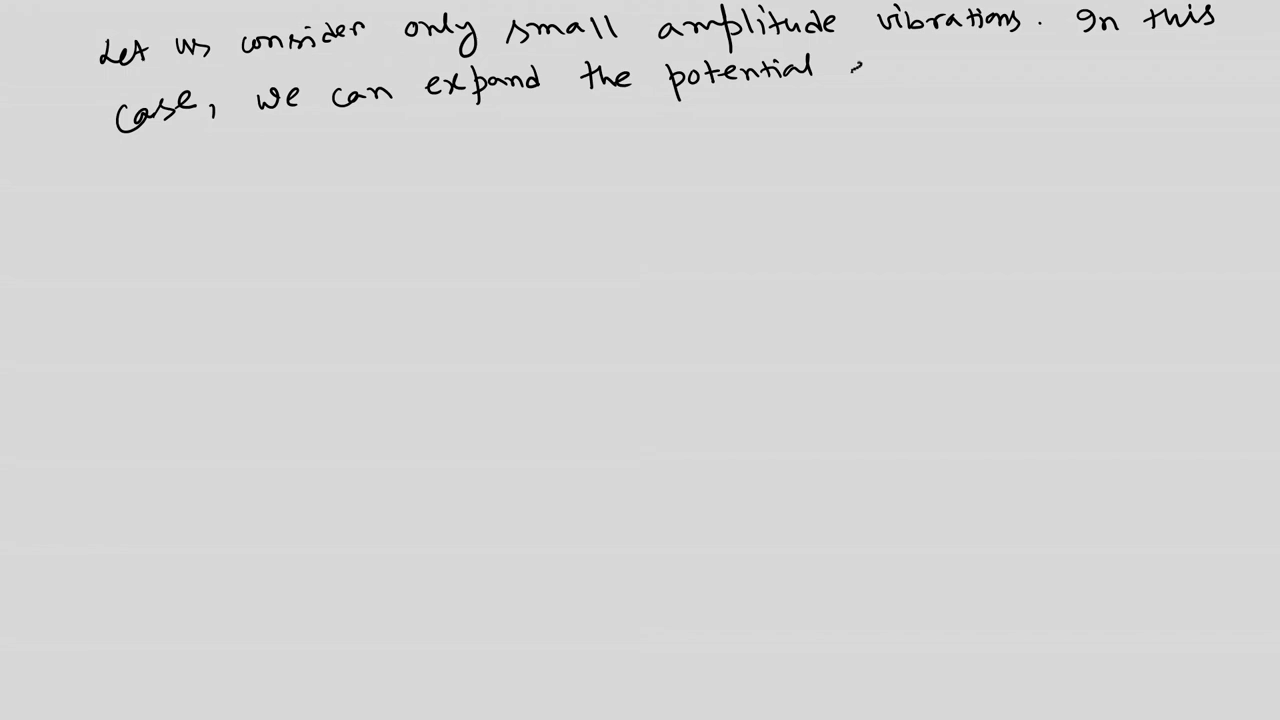 Let us consider only small amplitude vibrations. In this
case, we can expand the potential